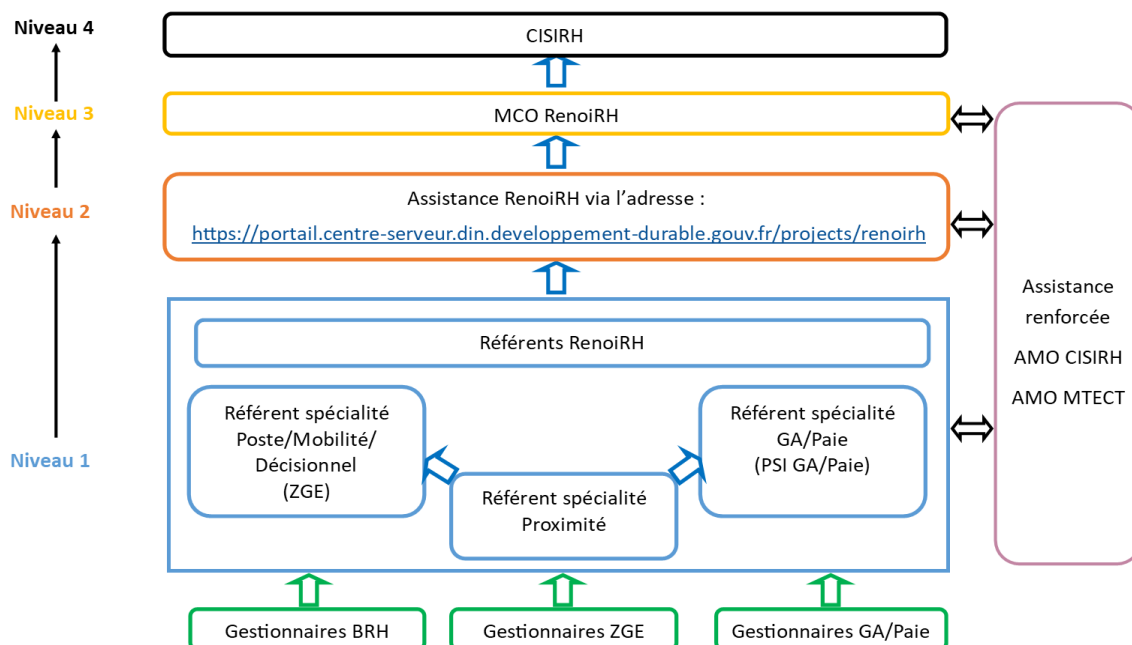 Niveau 4
CISIRH
Niveau 3
MCO RenoiRH
Niveau 2
Assistance RenoiRH via l’adresse :
https://portail.centre-serveur.din.developpement-durable.gouv.fr/projects/renoirh
Assistance
renforcée
AMO CISIRH
AMO MTECT
Niveau 1
Référents RenoiRH
Référent spécialité
Poste/Mobilité/
Décisionnel
(ZGE)
Référent spécialité
Proximité
Référent spécialité
GA/Paie
(PSI GA/Paie)
Gestionnaires BRH
Gestionnaires ZGE
Gestionnaires GA/Paie